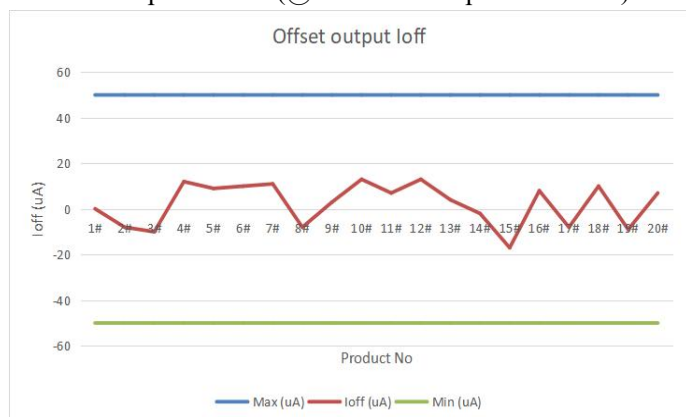 Offset output Ioff
60
40
20
0
-20
-40
-60
Ioff (uA)
1# 2# 3# 4# 5# 6# 7# 8# 9# 10# 11# 12# 13# 14# 15# 16# 17# 18# 19# 20#
Product No
Max (uA) Ioff (uA) Min (uA)